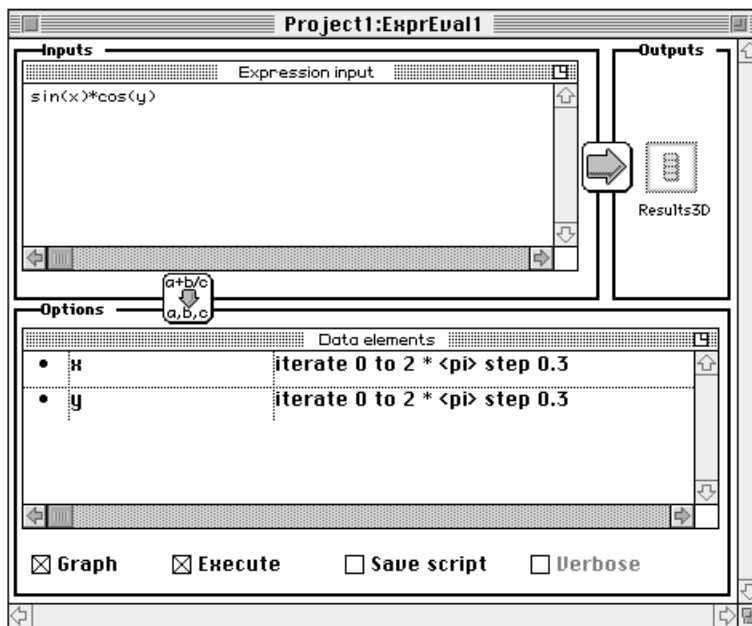 Project1:ExprEval1
Inputs
Outputs
Expression input
sin(x)*cos(y)
Results3D
a+b/c
a,b,c
Options
Data elements
• x iterate 0 to 2 * <pi> step 0.3
• y iterate 0 to 2 * <pi> step 0.3
Graph Execute Save script Verbose